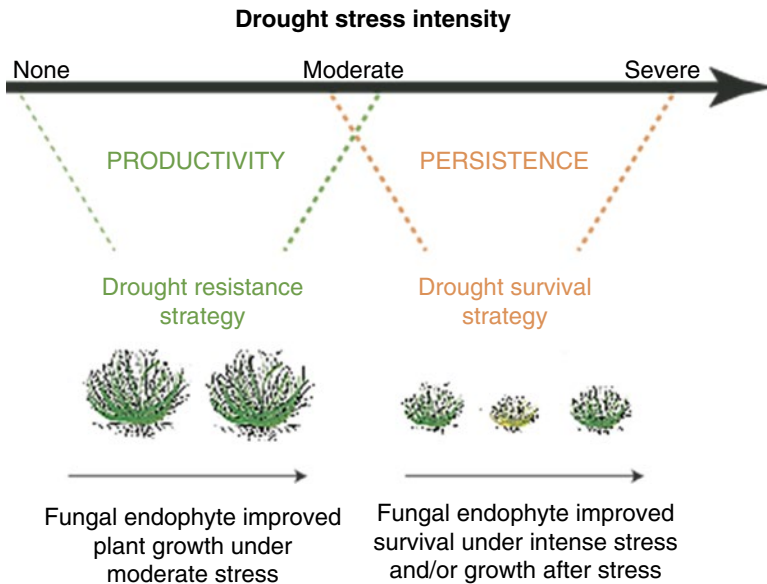 Drought stress intensity
None Moderate Severe
PRODUCTIVITY PERSISTENCE
Drought resistance
strategy
Drought survival
strategy
Fungal endophyte improved
plant growth under
moderate stress
Fungal endophyte improved
survival under intense stress
and/or growth after stress